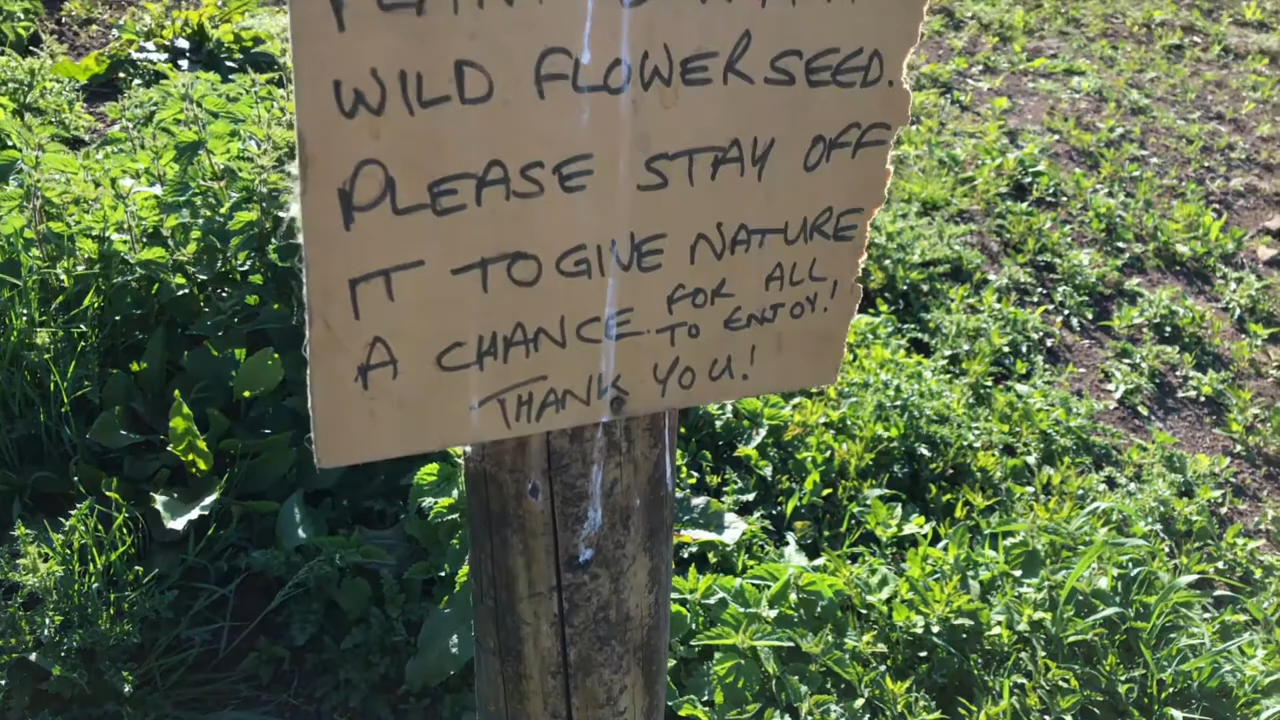 WILD FLOWER SEED.
PLEASE STAY OFF
IT TO GIVE NATURE
A CHANCE. FOR ALL
TO ENJOY!
THANK YOU!